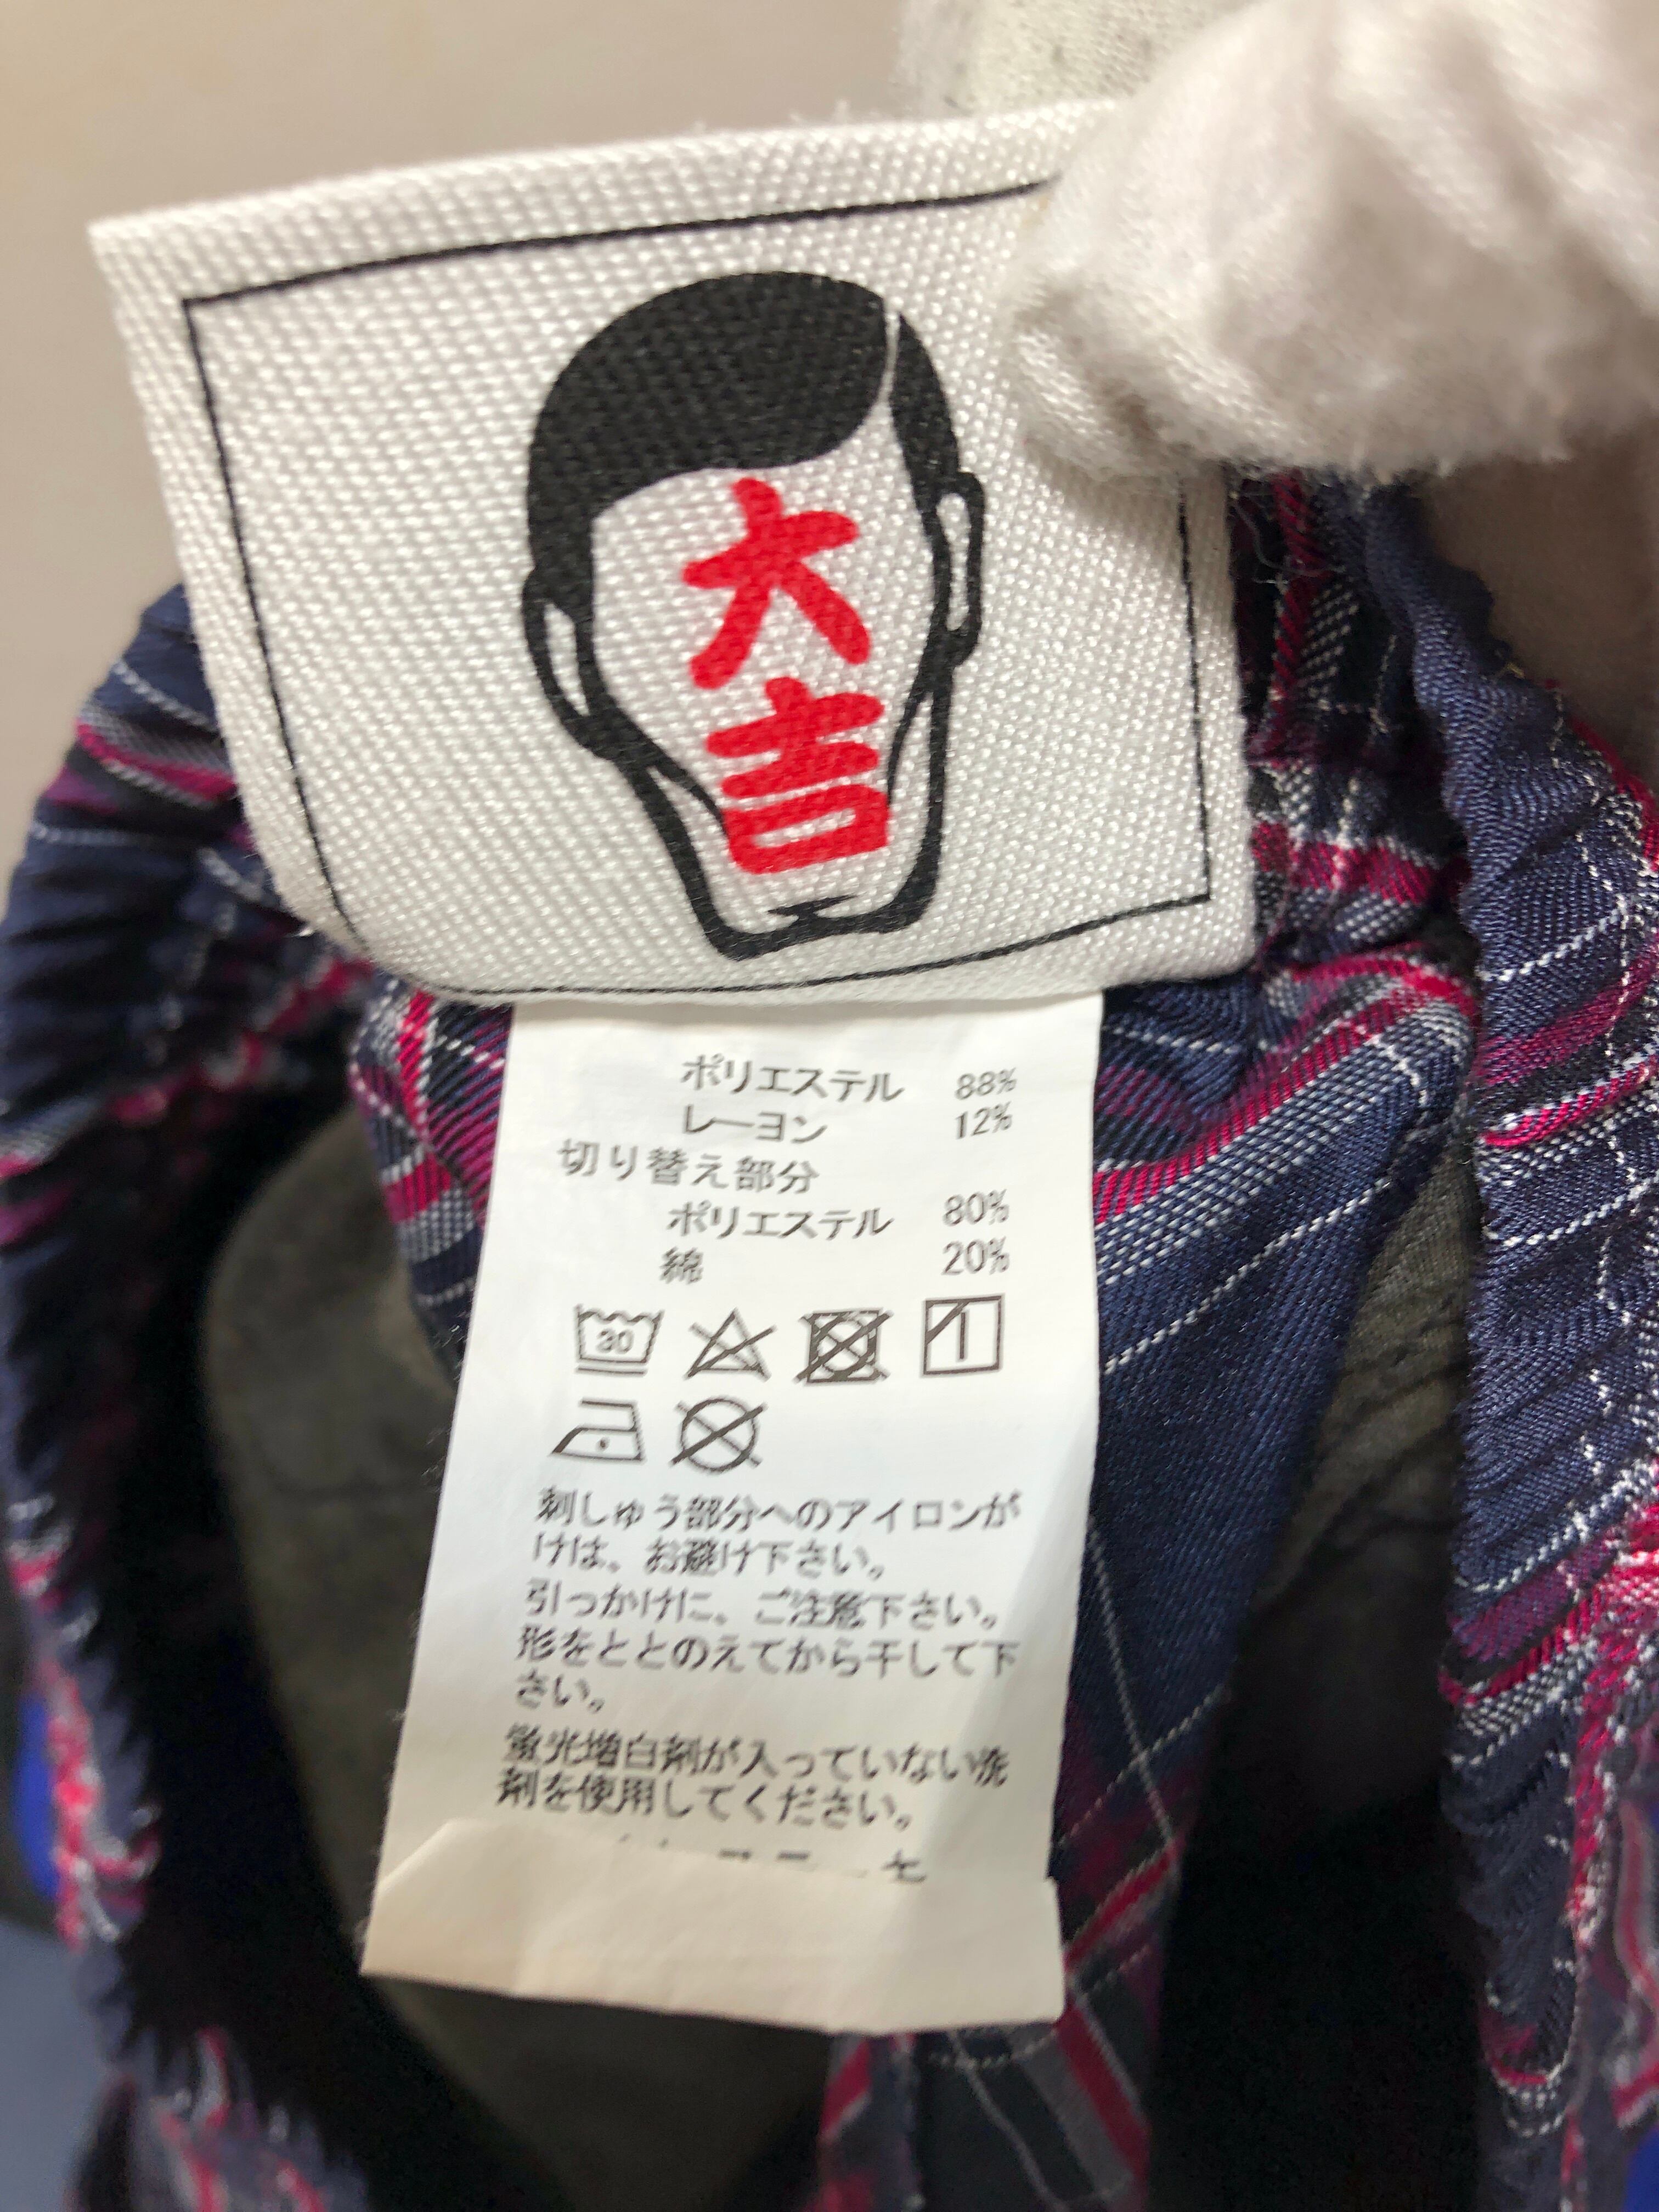 大
吉
ポリエステル 88%
レーヨン 12%
切り替え部分
ポリエステル 80%
綿 20%
30
刺しゅう部分へのアイロンが
けは、お避け下さい。
引っかけに、ご注意下さい。
形をととのえてから干して下
さい。
蛍光増白剤が入っていない洗
剤を使用してください。